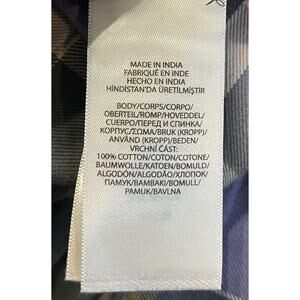 MADE IN INDIA
FABRIQUÉ EN INDE
HECHO EN INDIA
HİNDİSTAN'DA ÜRETİLMİŞTİR
BODY/CORPS/CORPO/
OBERTEIL/ROMP/HOVEDDEL/
CUERPO/ПЕРЕД И СПИНКА/
КОРПУС/ΣΩΜΑ/BRUK (KROPP)/
ANVÄND (KROPP)/BEDEN/
VRCHNÍ ČÁST:
100% COTTON/COTON/COTONE/
BAUMWOLLE/KATOEN/BOMULD/
ALGODÓN/ALGODÃO/ХЛОПОК/
ПАМУК/ΒΑΜΒΑΚΙ/BOMULL/
PAMUK/BAVLNA